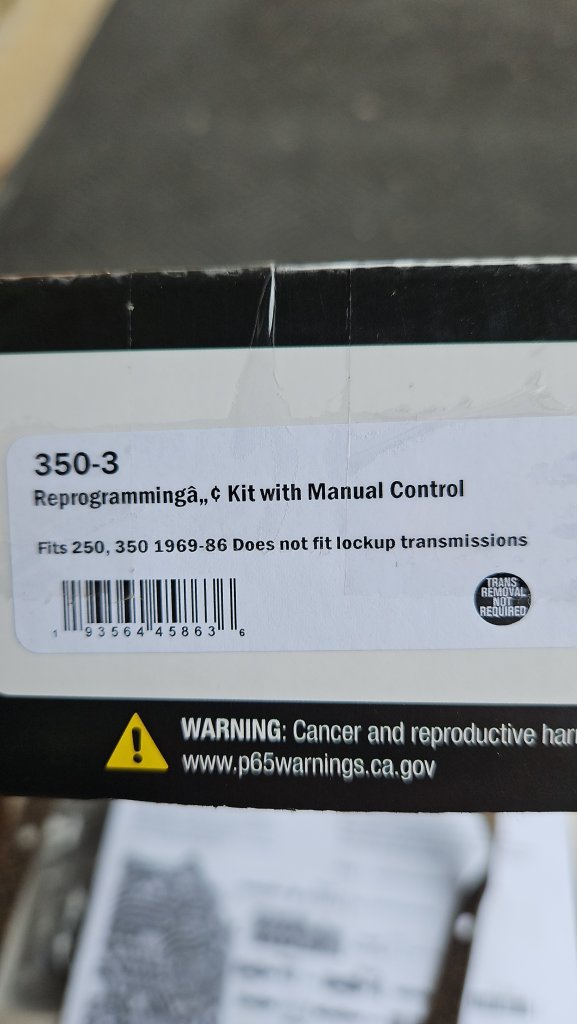 350-3
Reprogrammingâ„¢ Kit with Manual Control
Fits 250, 350 1969-86 Does not fit lockup transmissions
TRANS
REMOVAL
NOT
REQUIRED
1 93564 45863 6
WARNING: Cancer and reproductive har
www.p65warnings.ca.gov